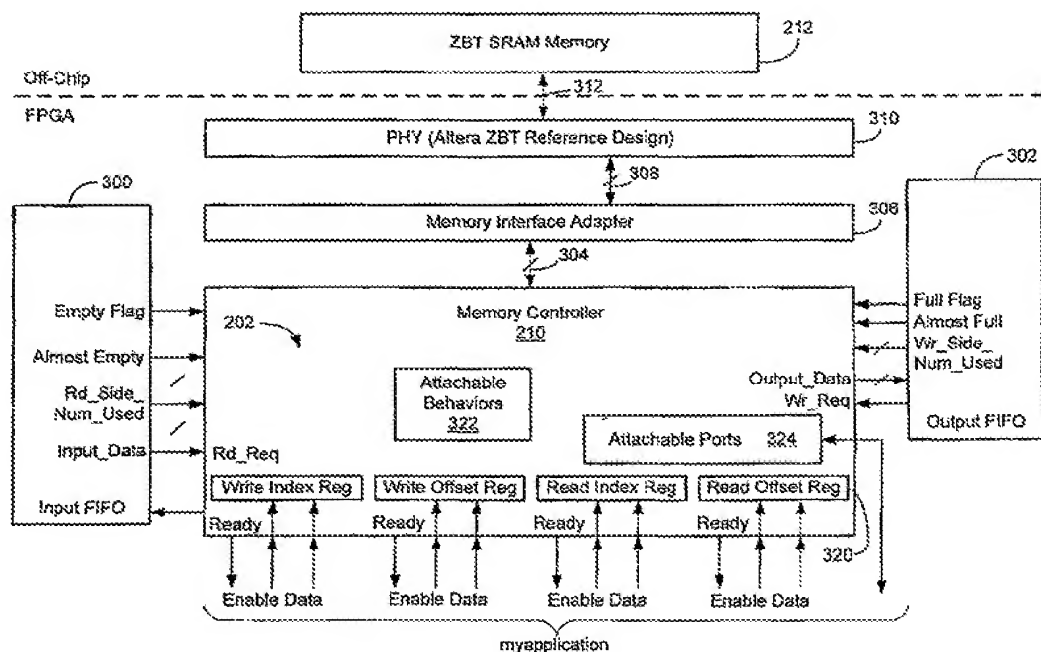 ZBT SRAM Memory
212
Off-Chip
312
FPGA
PHY (Altera ZBT Reference Design)
310
308
300
302
Memory Interface Adapter
306
304
Empty Flag
Memory Controller
210
202
Full Flag
Almost Full
Almost Empty
Wr_Side_
Num_Used
Rd_Side_
Num_Used
Attachable
Behaviors
322
Output_Data
Wr_Req
Output FIFO
Input_Data
Rd_Req
Attachable Ports 324
Write Index Reg
Write Offset Reg
Read Index Reg
Read Offset Reg
Input FIFO
Ready
Ready
Ready
Ready
320
Enable Data
Enable Data
Enable Data
Enable Data
myapplication